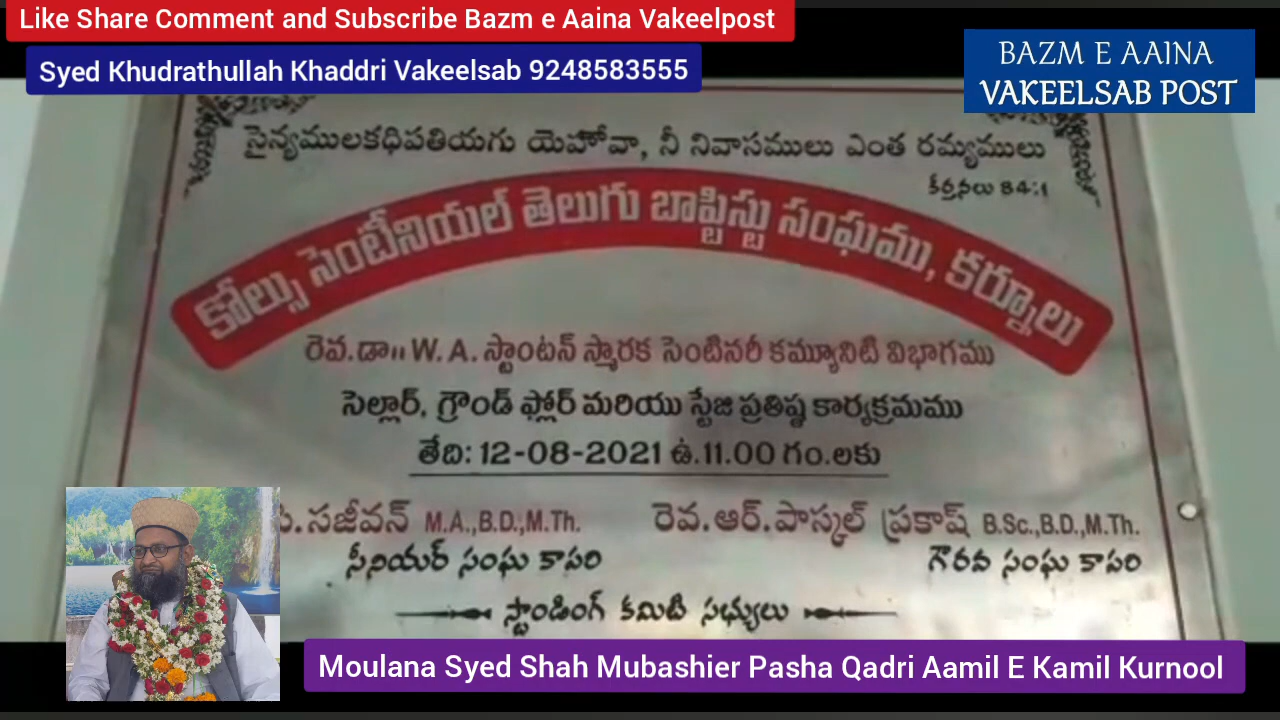 Like Share Comment and Subscribe Bazm e Aaina Vakeelpost
Syed Khudrathullah Khaddri Vakeelsab 9248583555
BAZM E AAINA
VAKEELSAB POST
సైన్యములకధిపతియగు యెహోవా, నీ నివాసములు ఎంత రమ్యములు
కీర్తనలు 84:1
కోల్సు సెంటీనియల్ తెలుగు బాప్టిస్టు సంఘము, కర్నూలు
రెవ.డా॥ W. A. స్టాంటన్ స్మారక సెంటినరీ కమ్యూనిటి విభాగము
సెల్లార్, గ్రౌండ్ ఫ్లోర్ మరియు స్టేజి ప్రతిష్ఠ కార్యక్రమము
తేది: 12-08-2021 ఉ.11.00 గం.లకు
సజీవన్ M.A.,B.D.,M.Th. రెవ.ఆర్.పాస్కల్ ప్రకాష్ B.Sc.,B.D.,M.Th.
సీనియర్ సంఘ కాపరి గౌరవ సంఘ కాపరి
స్టాండింగ్ కమిటి సభ్యులు
Moulana Syed Shah Mubashier Pasha Qadri Aamil E Kamil Kurnool